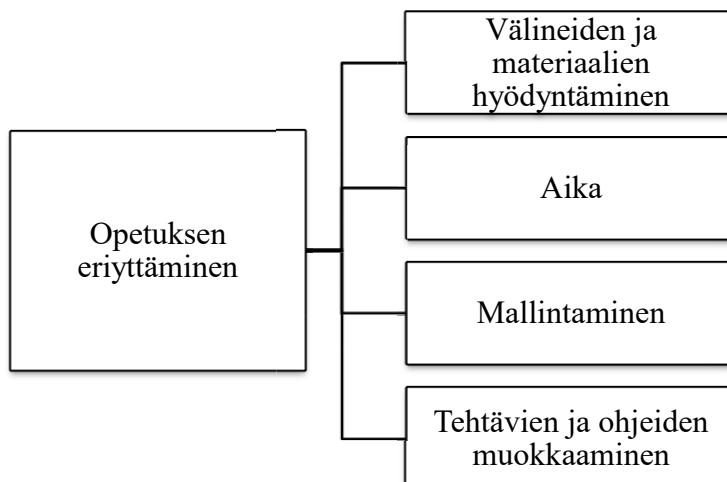 Opetuksen
eriyttäminen
Välineiden ja
materiaalien
hyödyntäminen
Aika
Mallintaminen
Tehtävien ja ohjeiden
muokkaaminen